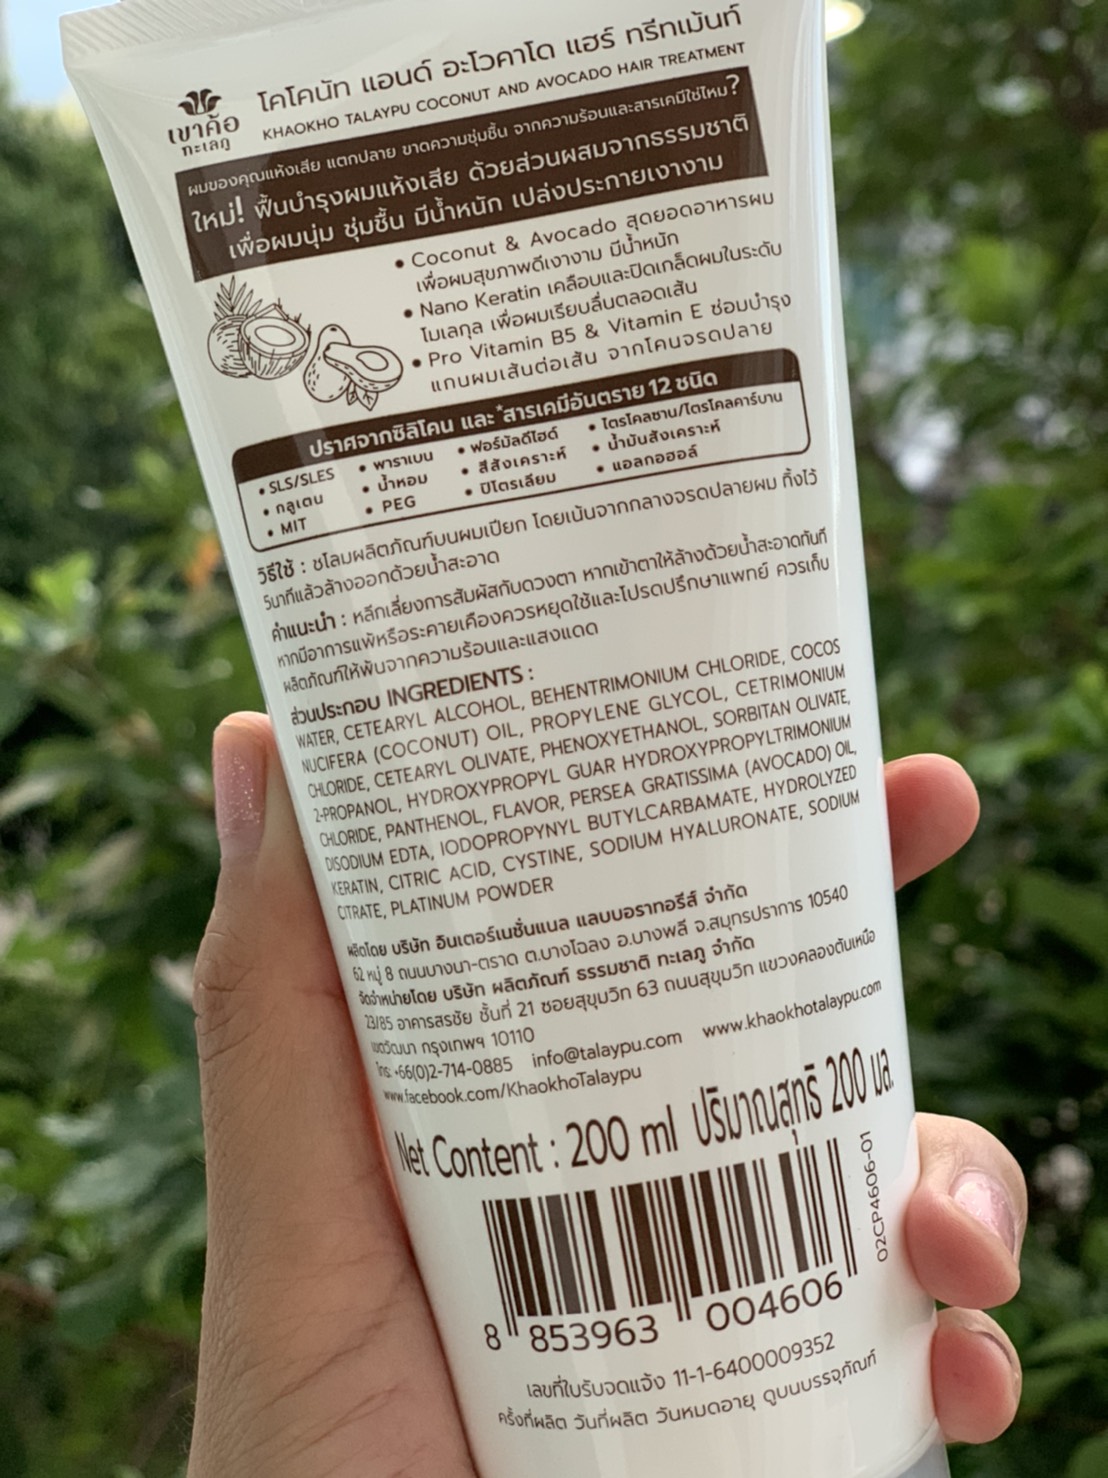 เขาค้อ
ทะเลภู
โคโคนัท แอนด์ อะโวคาโด แฮร์ ทรีทเม้นท์
KHAOKHO TALAYPU COCONUT AND AVOCADO HAIR TREATMENT
ผมของคุณแห้งเสีย แตกปลาย ขาดความชุ่มชื้น จากความร้อนและสารเคมีใช่ไหม?
ใหม่! ฟื้นบำรุงผมแห้งเสีย ด้วยส่วนผสมจากธรรมชาติ
เพื่อผมนุ่ม ชุ่มชื้น มีน้ำหนัก เปล่งประกายเงางาม
• Coconut & Avocado สุดยอดอาหารผม
เพื่อผมสุขภาพดีเงางาม มีน้ำหนัก
• Nano Keratin เคลือบและปิดเกล็ดผมในระดับ
โมเลกุล เพื่อผมเรียบลื่นตลอดเส้น
• Pro Vitamin B5 & Vitamin E ซ่อมบำรุง
แกนผมเส้นต่อเส้น จากโคนจรดปลาย
ปราศจากซิลิโคน และ *สารเคมีอันตราย 12 ชนิด
• SLS/SLES • พาราเบน • ฟอร์มัลดีไฮด์ • ไตรโคลซาน/ไตรโคลคาร์บาน
• กลูเตน • น้ำหอม • สีสังเคราะห์ • น้ำมันสังเคราะห์
• MIT • PEG • ปิโตรเลียม • แอลกอฮอล์
วิธีใช้ : ชโลมผลิตภัณฑ์บนผมเปียก โดยเน้นจากกลางจรดปลายผม ทิ้งไว้
5นาทีแล้วล้างออกด้วยน้ำสะอาด
คำแนะนำ : หลีกเลี่ยงการสัมผัสกับดวงตา หากเข้าตาให้ล้างด้วยน้ำสะอาดทันที
หากมีอาการแพ้หรือระคายเคืองควรหยุดใช้และโปรดปรึกษาแพทย์ ควรเก็บ
ผลิตภัณฑ์ให้พ้นจากความร้อนและแสงแดด
ส่วนประกอบ INGREDIENTS :
WATER, CETEARYL ALCOHOL, BEHENTRIMONIUM CHLORIDE, COCOS
NUCIFERA (COCONUT) OIL, PROPYLENE GLYCOL, CETRIMONIUM
CHLORIDE, CETEARYL OLIVATE, PHENOXYETHANOL, SORBITAN OLIVATE,
2-PROPANOL, HYDROXYPROPYL GUAR HYDROXYPROPYLTRIMONIUM
CHLORIDE, PANTHENOL, FLAVOR, PERSEA GRATISSIMA (AVOCADO) OIL,
DISODIUM EDTA, IODOPROPYNYL BUTYLCARBAMATE, HYDROLYZED
KERATIN, CITRIC ACID, CYSTINE, SODIUM HYALURONATE, SODIUM
CITRATE, PLATINUM POWDER
ผลิตโดย บริษัท อินเตอร์เนชั่นแนล แลบบอราทอรีส์ จำกัด
62 หมู่ 8 ถนนบางนา-ตราด ต.บางโฉลง อ.บางพลี จ.สมุทรปราการ 10540
จัดจำหน่ายโดย บริษัท ผลิตภัณฑ์ ธรรมชาติ ทะเลภู จำกัด
23/85 อาคารสรชัย ชั้นที่ 21 ซอยสุขุมวิท 63 ถนนสุขุมวิท แขวงคลองตันเหนือ
เขตวัฒนา กรุงเทพฯ 10110
โทร: +66(0)2-714-0885 info@talaypu.com www.khaokhotalaypu.com
www.facebook.com/KhaokhoTalaypu
Net Content : 200 ml ปริมาณสุทธิ 200 มล.
02CP4606-01
8 853963 004606
เลขที่ใบรับจดแจ้ง 11-1-6400009352
ครั้งที่ผลิต วันที่ผลิต วันหมดอายุ ดูบนบรรจุภัณฑ์